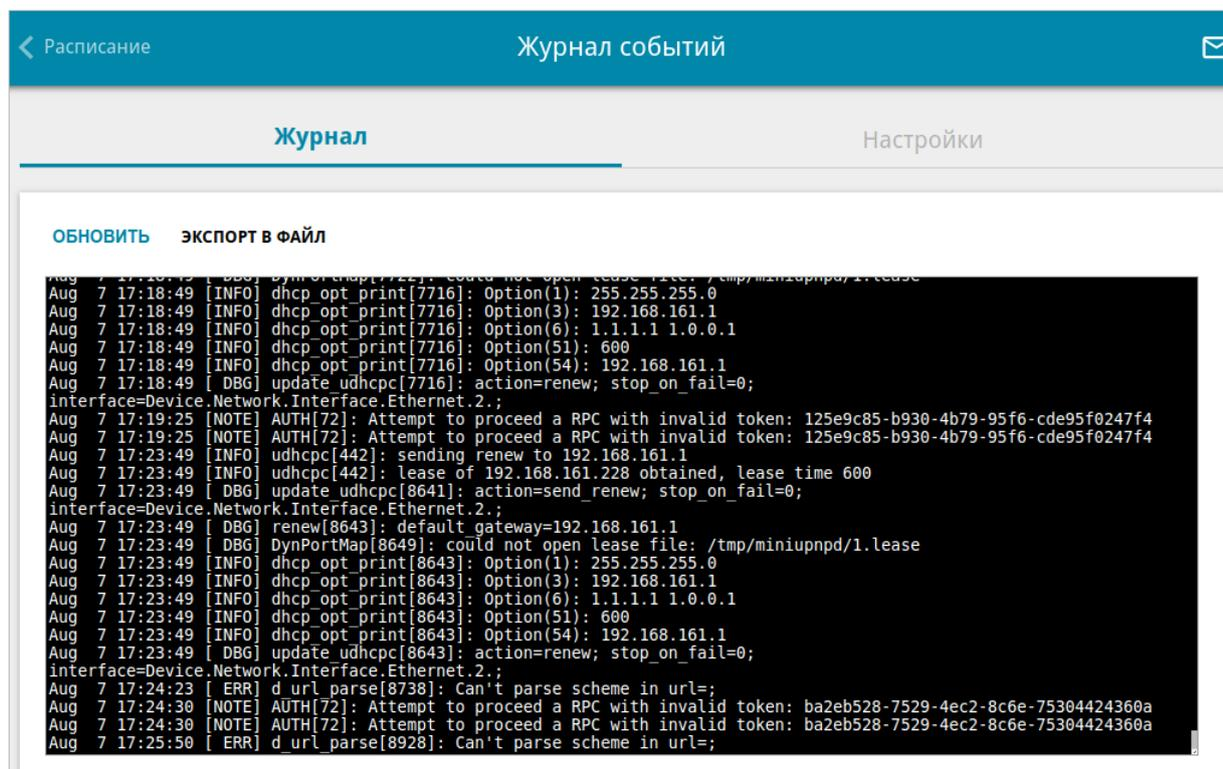 Расписание
Журнал событий
Журнал
Настройки
ОБНОВИТЬ
ЭКСПОРТ В ФАЙЛ
Aug  7 17:18:49 [ DBG] DynPortMap[7722]: could not open lease file: /tmp/miniupnpd/1.lease
Aug  7 17:18:49 [INFO] dhcp_opt_print[7716]: Option(1): 255.255.255.0
Aug  7 17:18:49 [INFO] dhcp_opt_print[7716]: Option(3): 192.168.161.1
Aug  7 17:18:49 [INFO] dhcp_opt_print[7716]: Option(6): 1.1.1.1 1.0.0.1
Aug  7 17:18:49 [INFO] dhcp_opt_print[7716]: Option(51): 600
Aug  7 17:18:49 [INFO] dhcp_opt_print[7716]: Option(54): 192.168.161.1
Aug  7 17:18:49 [ DBG] update_udhcpc[7716]: action=renew; stop_on_fail=0;
interface=Device.Network.Interface.Ethernet.2.;
Aug  7 17:19:25 [NOTE] AUTH[72]: Attempt to proceed a RPC with invalid token: 125e9c85-b930-4b79-95f6-cde95f0247f4
Aug  7 17:19:25 [NOTE] AUTH[72]: Attempt to proceed a RPC with invalid token: 125e9c85-b930-4b79-95f6-cde95f0247f4
Aug  7 17:23:49 [INFO] udhcpc[442]: sending renew to 192.168.161.1
Aug  7 17:23:49 [INFO] udhcpc[442]: lease of 192.168.161.228 obtained, lease time 600
Aug  7 17:23:49 [ DBG] update_udhcpc[8641]: action=send_renew; stop_on_fail=0;
interface=Device.Network.Interface.Ethernet.2.;
Aug  7 17:23:49 [ DBG] renew[8643]: default_gateway=192.168.161.1
Aug  7 17:23:49 [ DBG] DynPortMap[8649]: could not open lease file: /tmp/miniupnpd/1.lease
Aug  7 17:23:49 [INFO] dhcp_opt_print[8643]: Option(1): 255.255.255.0
Aug  7 17:23:49 [INFO] dhcp_opt_print[8643]: Option(3): 192.168.161.1
Aug  7 17:23:49 [INFO] dhcp_opt_print[8643]: Option(6): 1.1.1.1 1.0.0.1
Aug  7 17:23:49 [INFO] dhcp_opt_print[8643]: Option(51): 600
Aug  7 17:23:49 [INFO] dhcp_opt_print[8643]: Option(54): 192.168.161.1
Aug  7 17:23:49 [ DBG] update_udhcpc[8643]: action=renew; stop_on_fail=0;
interface=Device.Network.Interface.Ethernet.2.;
Aug  7 17:24:23 [ ERR] d_url_parse[8738]: Can't parse scheme in url=;
Aug  7 17:24:30 [NOTE] AUTH[72]: Attempt to proceed a RPC with invalid token: ba2eb528-7529-4ec2-8c6e-75304424360a
Aug  7 17:24:30 [NOTE] AUTH[72]: Attempt to proceed a RPC with invalid token: ba2eb528-7529-4ec2-8c6e-75304424360a
Aug  7 17:25:50 [ ERR] d_url_parse[8928]: Can't parse scheme in url=;